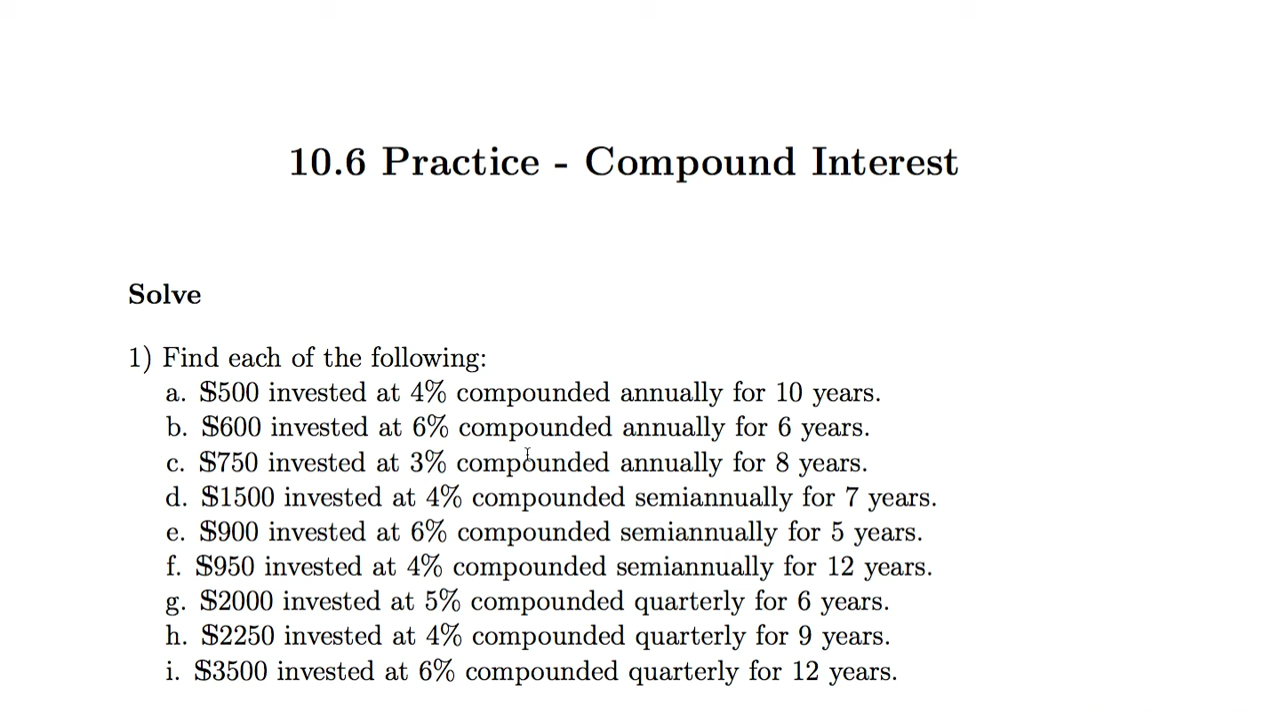 10.6 Practice - Compound Interest
Solve
1) Find each of the following:
a. $500 invested at 4% compounded annually for 10 years.
b. $600 invested at 6% compounded annually for 6 years.
c. $750 invested at 3% compounded annually for 8 years.
d. $1500 invested at 4% compounded semiannually for 7 years.
e. $900 invested at 6% compounded semiannually for 5 years.
f. $950 invested at 4% compounded semiannually for 12 years.
g. $2000 invested at 5% compounded quarterly for 6 years.
h. $2250 invested at 4% compounded quarterly for 9 years.
i. $3500 invested at 6% compounded quarterly for 12 years.